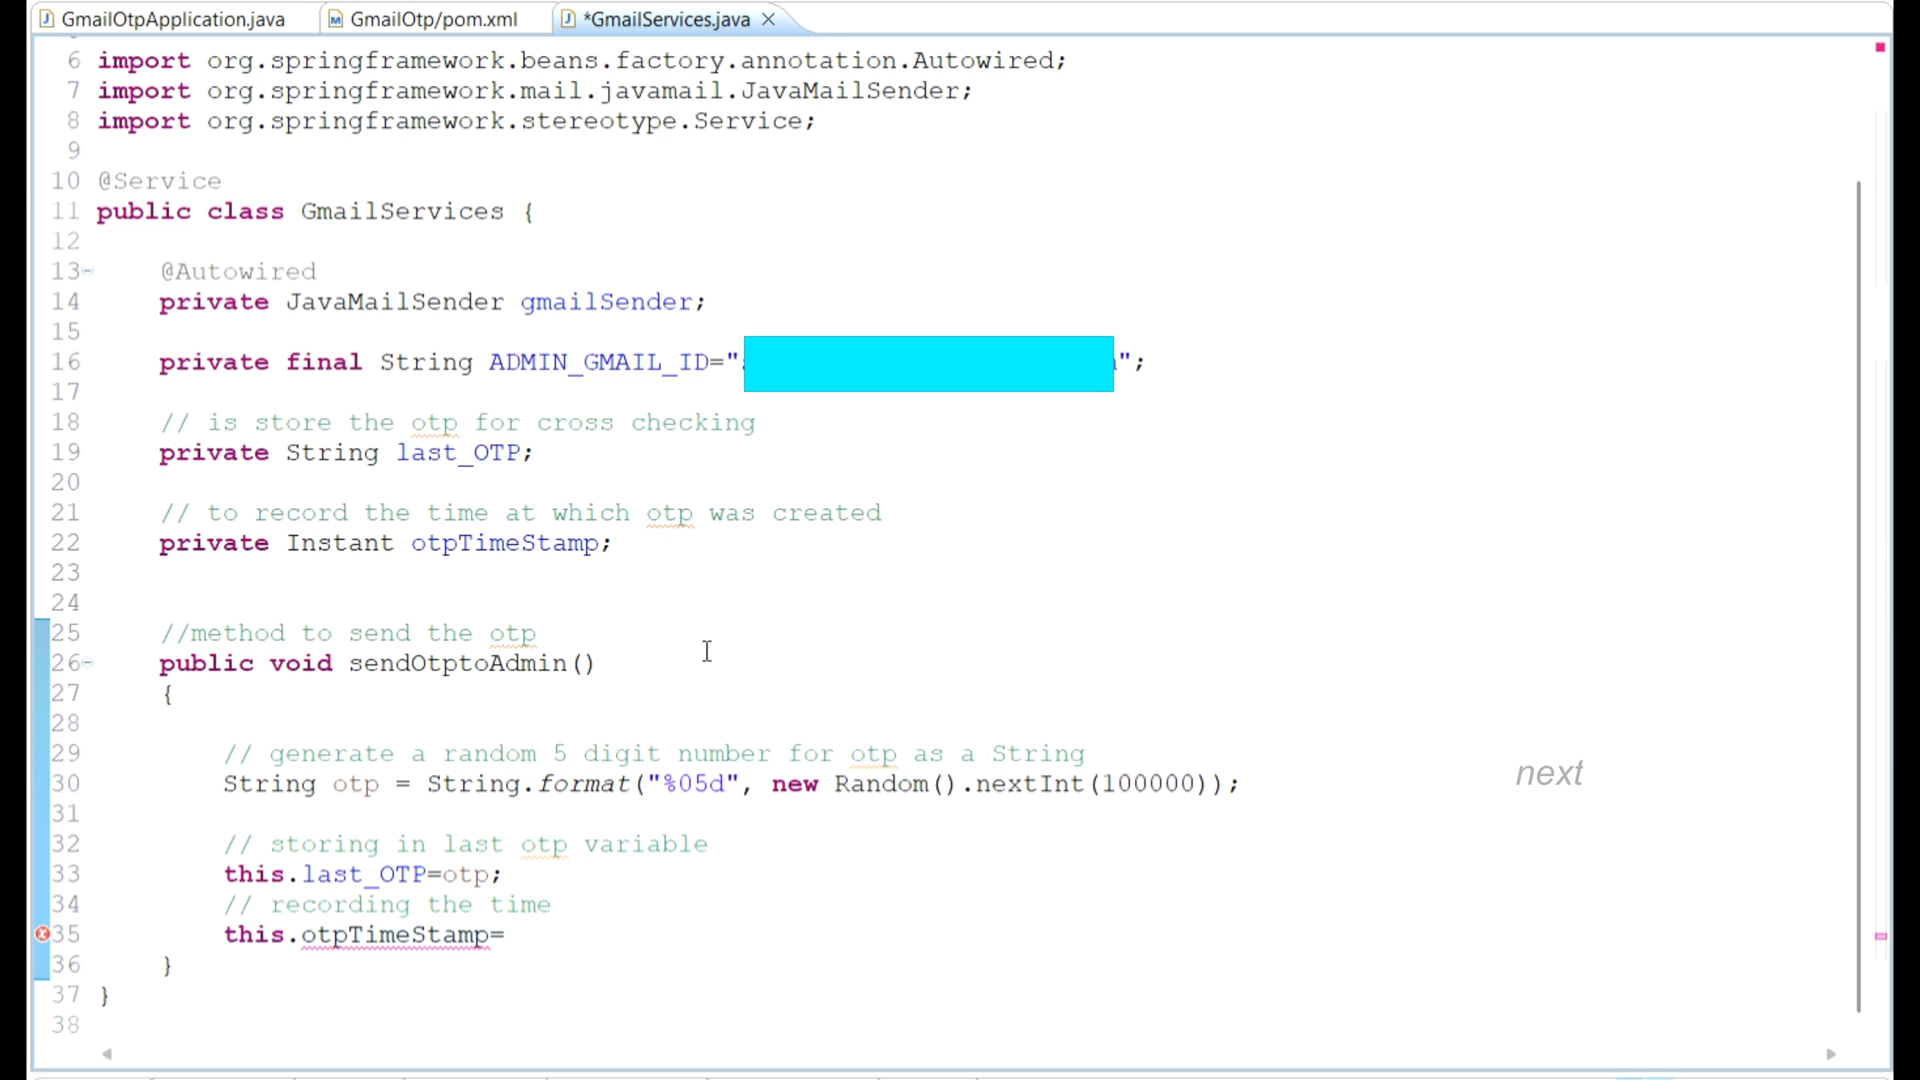 GmailOtpApplication.java GmailOtp/pom.xml *GmailServices.java
6 import org.springframework.beans.factory.annotation.Autowired;
7 import org.springframework.mail.javamail.JavaMailSender;
8 import org.springframework.stereotype.Service;
9
10 @Service
11 public class GmailServices {
12
13 @Autowired
14 private JavaMailSender gmailSender;
15
16 private final String ADMIN_GMAIL_ID=" ";
17
18 // is store the otp for cross checking
19 private String last_OTP;
20
21 // to record the time at which otp was created
22 private Instant otpTimeStamp;
23
24
25 //method to send the otp
26 public void sendOtptoAdmin()
27 {
28
29 // generate a random 5 digit number for otp as a String
30 String otp = String.format("%05d", new Random().nextInt(100000));
next
31
32 // storing in last otp variable
33 this.last_OTP=otp;
34 // recording the time
35 this.otpTimeStamp=
36 }
37 }
38